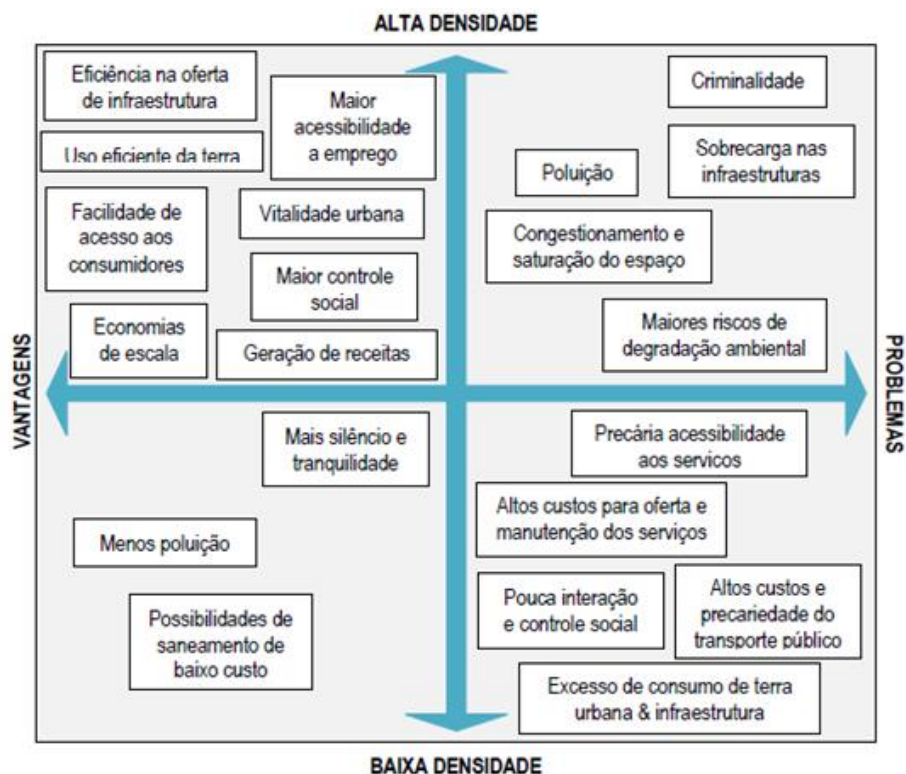 ALTA DENSIDADE
Eficiência na oferta
de infraestrutura
Maior
acessibilidade
a emprego
Uso eficiente da terra
Facilidade de
acesso aos
consumidores
Vitalidade urbana
Maior controle
social
Economias
de escala
Geração de receitas
Criminalidade
Sobrecarga nas
infraestruturas
Poluição
Congestionamento e
saturação do espaço
Maiores riscos de
degradação ambiental
VANTAGENS
PROBLEMAS
Mais silêncio e
tranquilidade
Menos poluição
Possibilidades de
saneamento de
baixo custo
Precária acessibilidade
aos servicos
Altos custos para oferta e
manutenção dos serviços
Pouca interação
e controle social
Altos custos e
precariedade do
transporte público
Excesso de consumo de terra
urbana & infraestrutura
BAIXA DENSIDADE